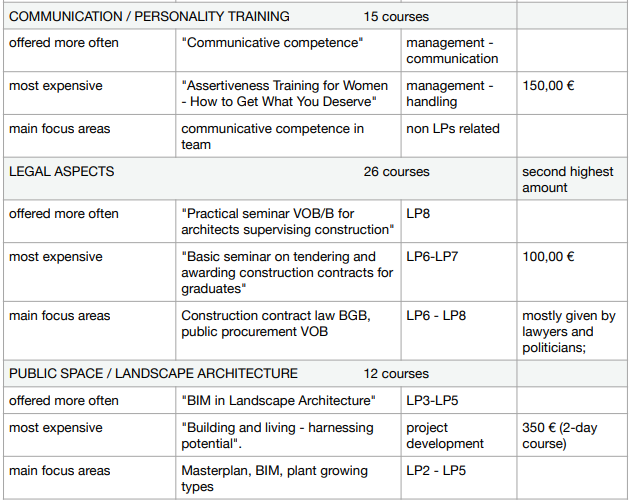 COMMUNICATION / PERSONALITY TRAINING 15 courses
offered more often "Communicative competence" management -
communication
most expensive "Assertiveness Training for Women management - 150,00 €
- How to Get What You Deserve" handling
main focus areas communicative competence in non LPs related
team
LEGAL ASPECTS 26 courses second highest
amount
offered more often "Practical seminar VOB/B for LP8
architects supervising construction"
most expensive "Basic seminar on tendering and LP6-LP7 100,00 €
awarding construction contracts for
graduates"
main focus areas Construction contract law BGB, LP6 - LP8 mostly given by
public procurement VOB lawyers and
politicians;
PUBLIC SPACE / LANDSCAPE ARCHITECTURE 12 courses
offered more often "BIM in Landscape Architecture" LP3-LP5
most expensive "Building and living - harnessing project 350 € (2-day
potential". development course)
main focus areas Masterplan, BIM, plant growing LP2 - LP5
types